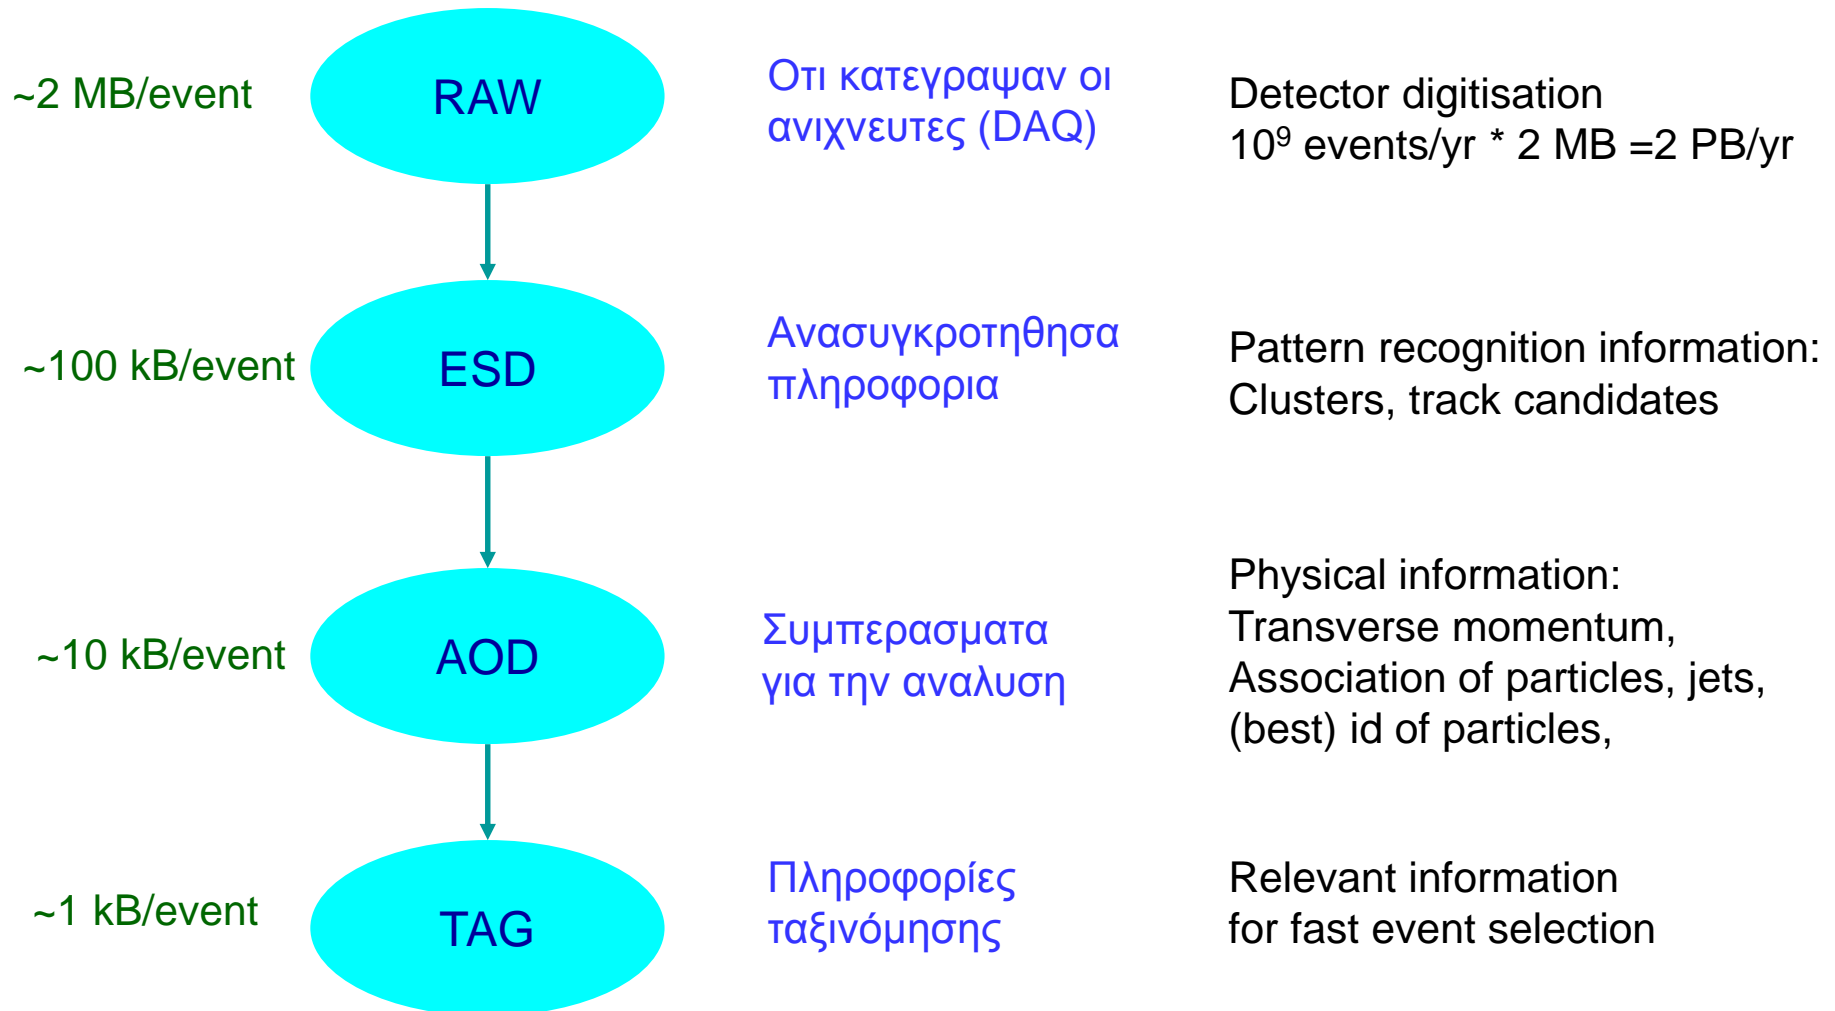 ~2 MB/event
RAW
Οτι κατεγραψαν οι
ανιχνευτες (DAQ)
Detector digitisation
10⁹ events/yr * 2 MB =2 PB/yr
~100 kB/event
ESD
Ανασυγκροτηθησα
πληροφορια
Pattern recognition information:
Clusters, track candidates
~10 kB/event
AOD
Συμπερασματα
για την αναλυση
Physical information:
Transverse momentum,
Association of particles, jets,
(best) id of particles,
~1 kB/event
TAG
Πληροφορίες
ταξινόμησης
Relevant information
for fast event selection